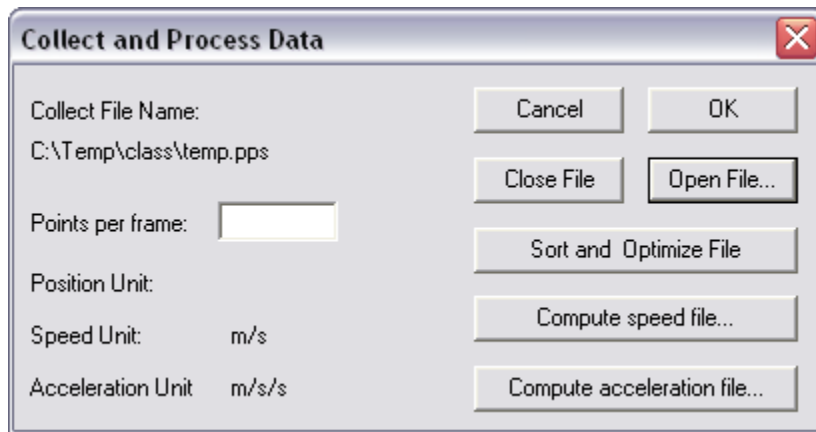 Collect and Process Data
Collect File Name:
C:\Temp\class\temp.pps
Cancel
OK
Close File
Open File...
Points per frame:
Sort and Optimize File
Position Unit:
Compute speed file...
Speed Unit: m/s
Acceleration Unit m/s/s
Compute acceleration file...